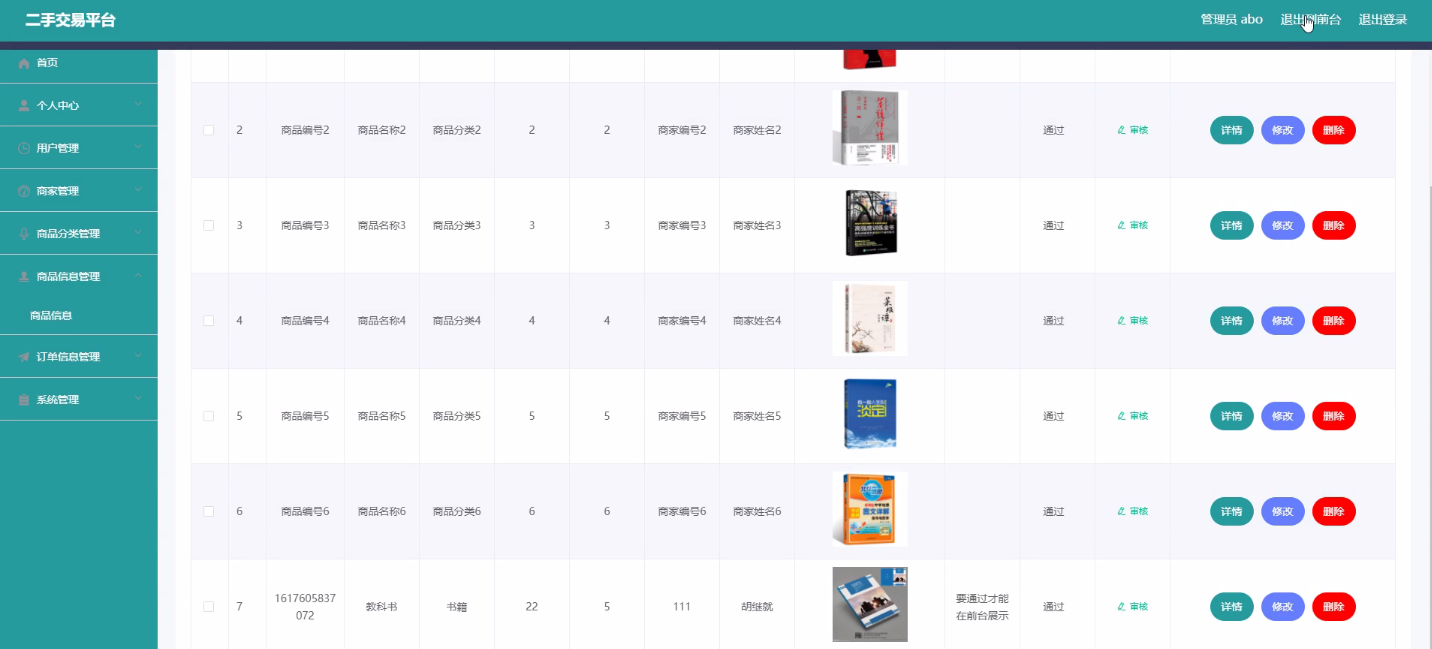 二手交易平台
管理员 abo
退出到前台
退出登录
首页
个人中心
用户管理
商家管理
商品分类管理
商品信息管理
商品信息
订单信息管理
系统管理
2 商品编号2 商品名称2 商品分类2 2 2 商家编号2 商家姓名2 通过 审核 详情 修改 删除
3 商品编号3 商品名称3 商品分类3 3 3 商家编号3 商家姓名3 通过 审核 详情 修改 删除
4 商品编号4 商品名称4 商品分类4 4 4 商家编号4 商家姓名4 通过 审核 详情 修改 删除
英雄谭
5 商品编号5 商品名称5 商品分类5 5 5 商家编号5 商家姓名5 通过 审核 详情 修改 删除
淡定
6 商品编号6 商品名称6 商品分类6 6 6 商家编号6 商家姓名6 通过 审核 详情 修改 删除
图文详解
7 1617605837
072 教科书 书籍 22 5 111 胡继就 要通过才能
在前台展示 通过 审核 详情 修改 删除